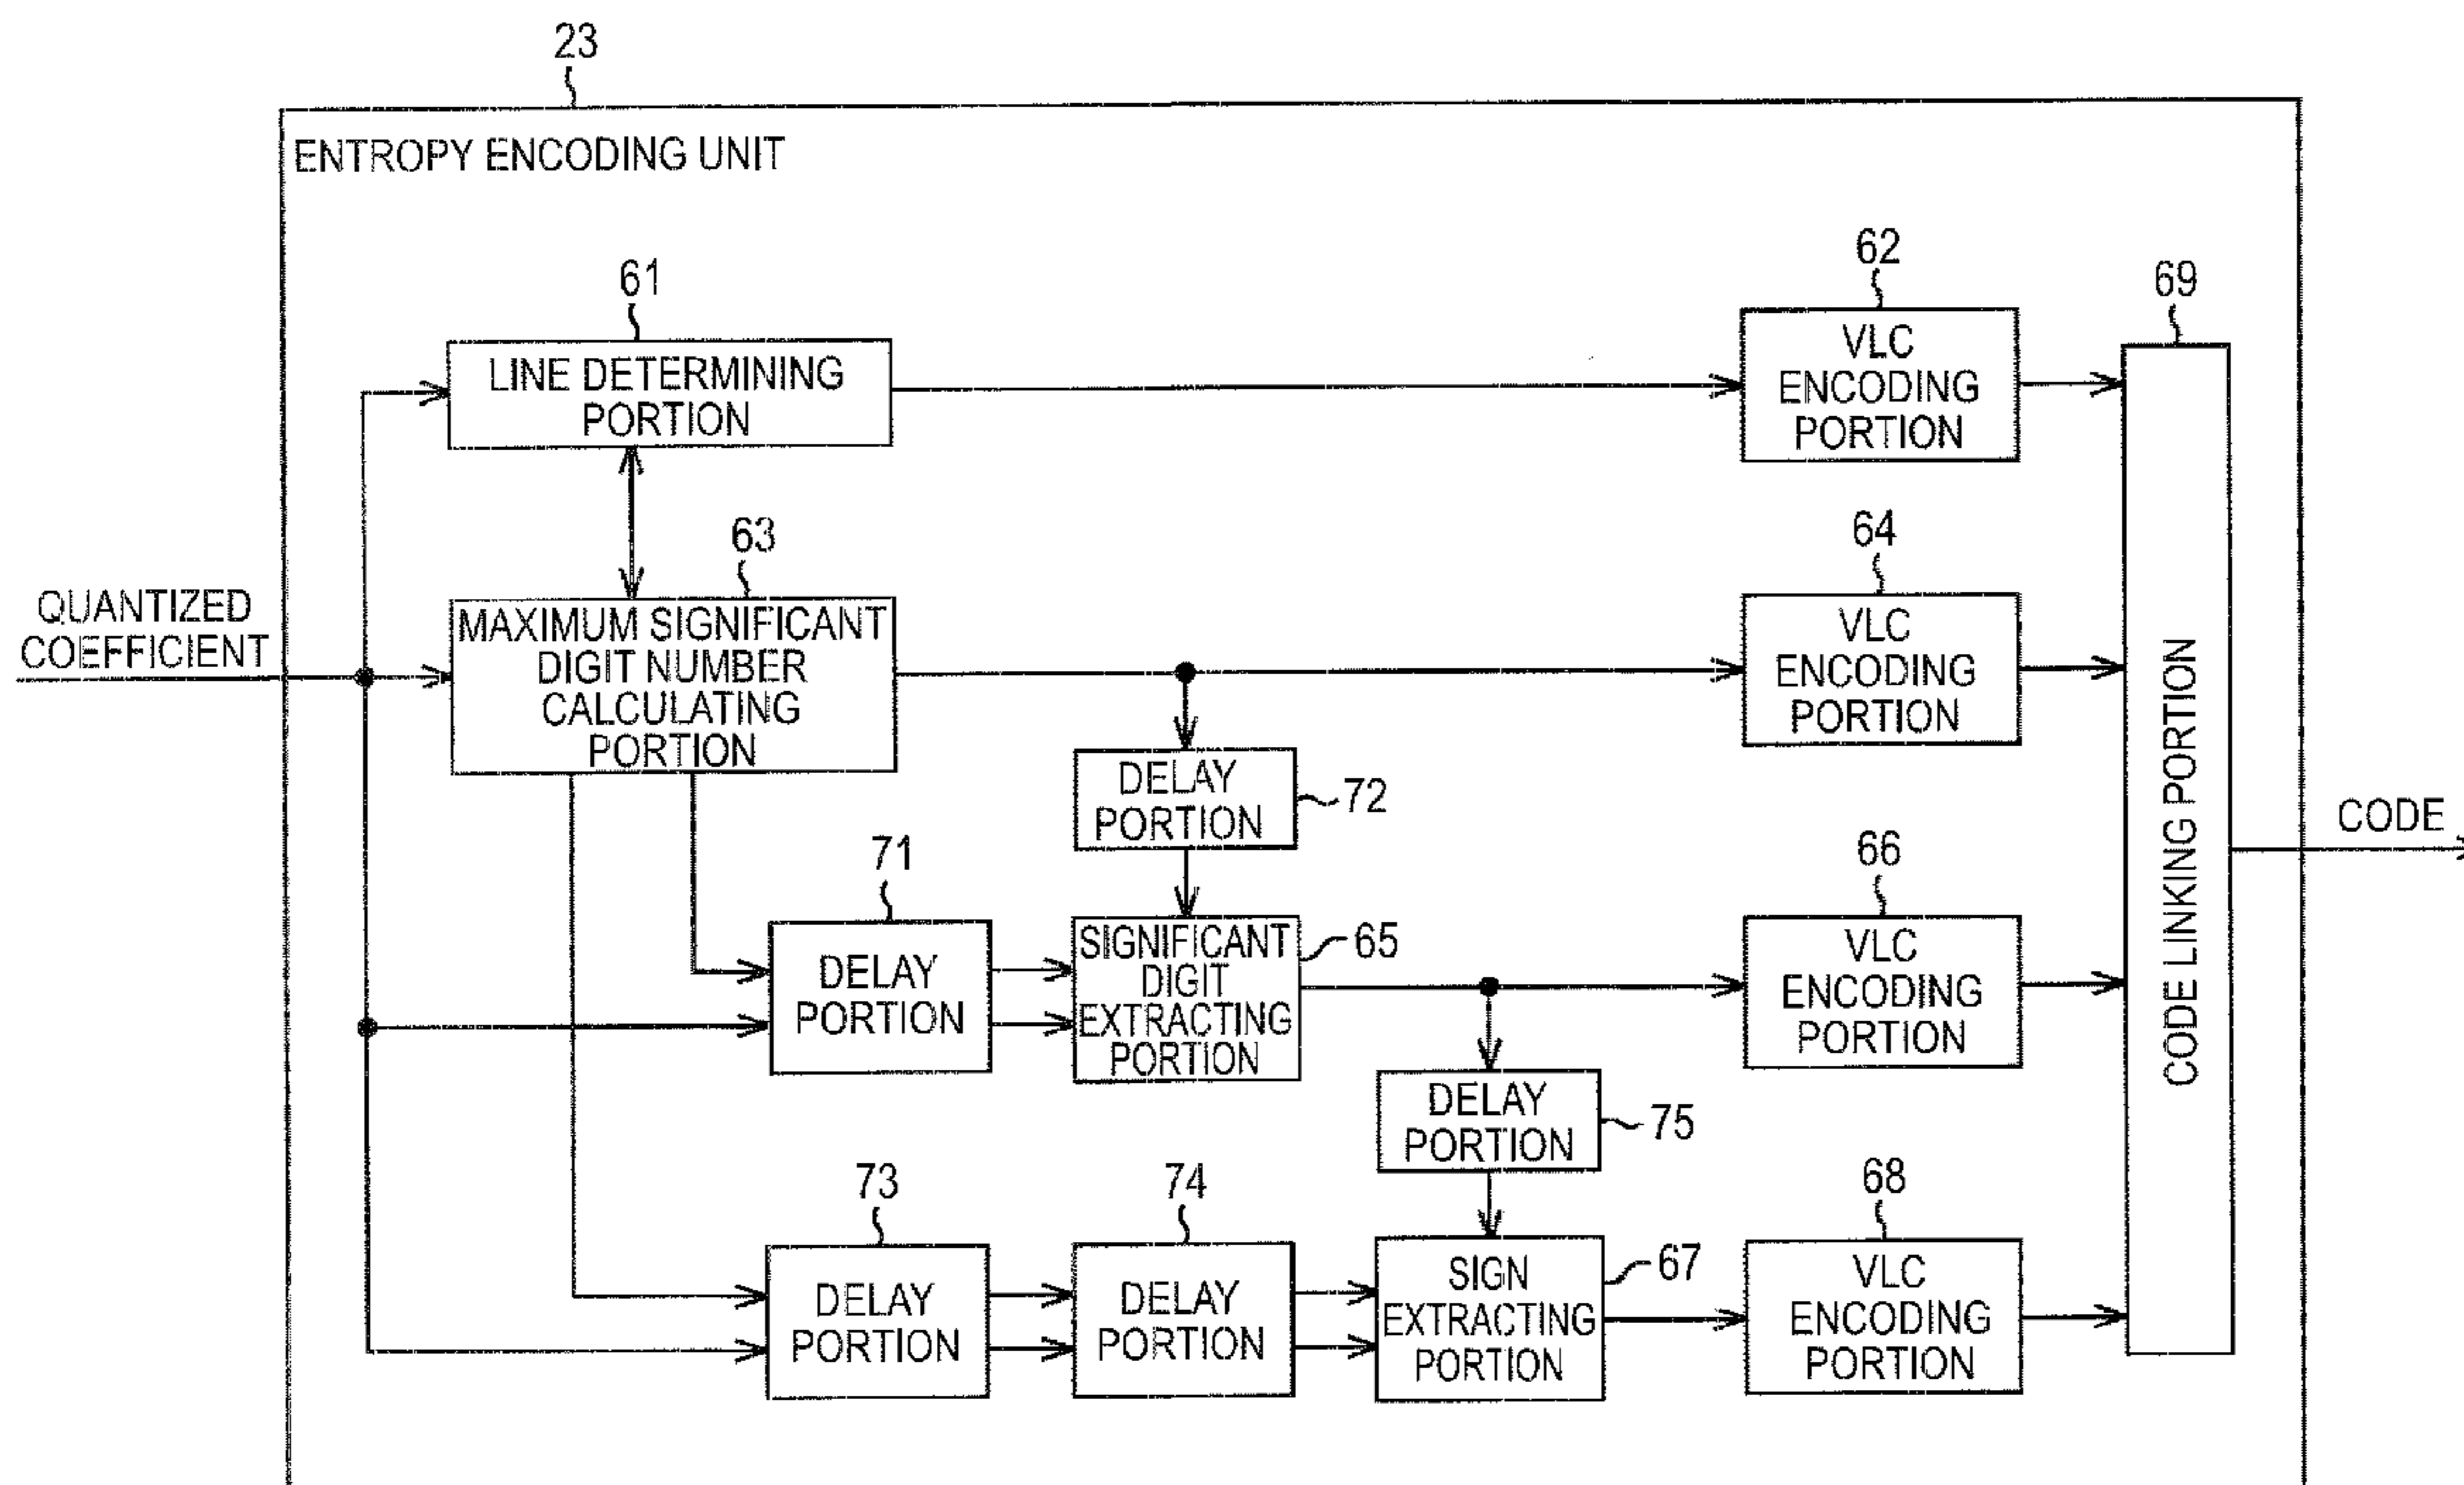 23
ENTROPY ENCODING UNIT
61
LINE DETERMINING
PORTION
62
VLC
ENCODING
PORTION
69
CODE LINKING PORTION
QUANTIZED
COEFFICIENT
63
MAXIMUM SIGNIFICANT
DIGIT NUMBER
CALCULATING
PORTION
64
VLC
ENCODING
PORTION
DELAY
PORTION
72
71
DELAY
PORTION
SIGNIFICANT
DIGIT
EXTRACTING
PORTION
65
66
VLC
ENCODING
PORTION
CODE
DELAY
PORTION
75
73
DELAY
PORTION
74
DELAY
PORTION
SIGN
EXTRACTING
PORTION
67
68
VLC
ENCODING
PORTION